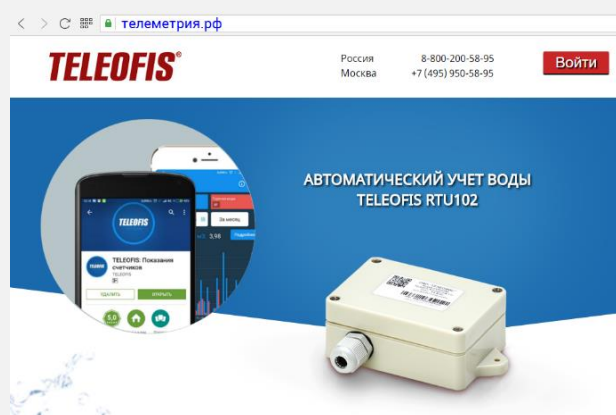 телеметрия.рф
TELEOFIS®
Россия 8-800-200-58-95
Москва +7 (495) 950-58-95
Войти
АВТОМАТИЧЕСКИЙ УЧЕТ ВОДЫ
TELEOFIS RTU102
TELEOFIS
За месяц
3,98
TELEOFIS: Показания
счетчиков
TELEOFIS
УДАЛИТЬ
ОТКРЫТЬ
5,0